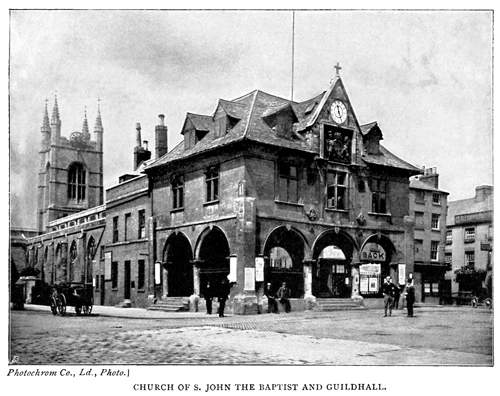 BANK
Photochrom Co., Ld., Photo.]
CHURCH OF S. JOHN THE BAPTIST AND GUILDHALL.